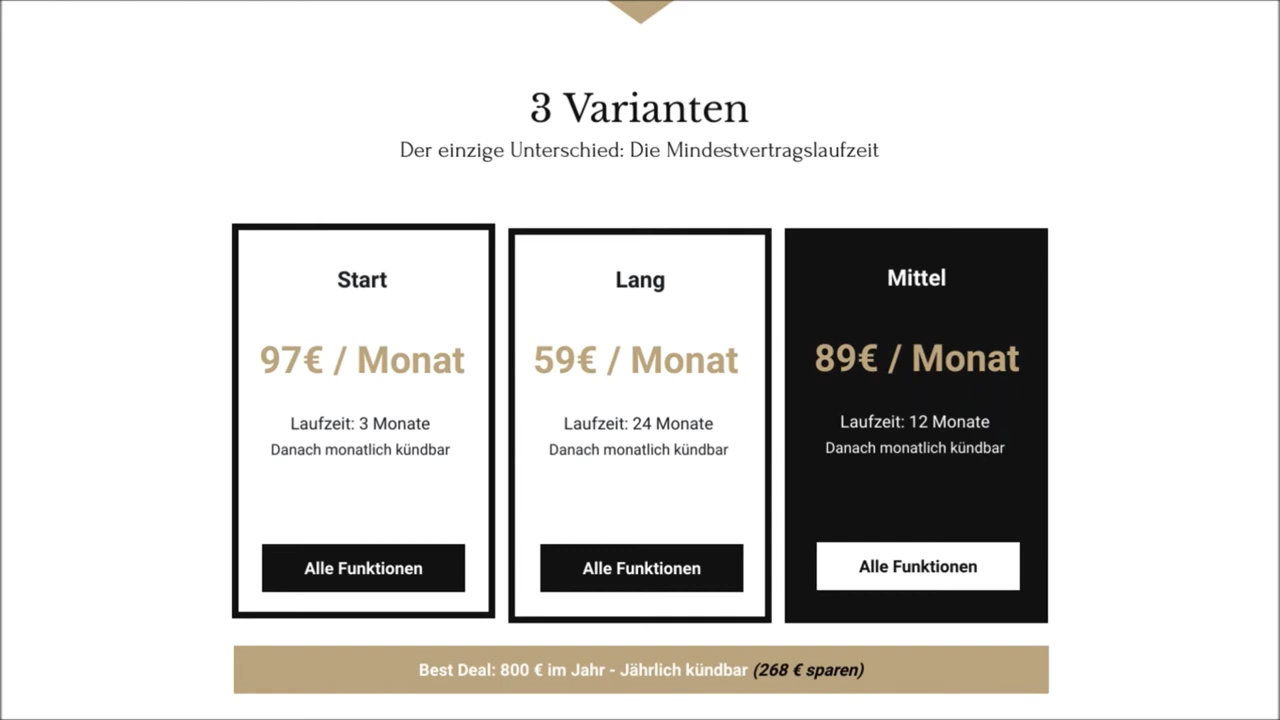 3 Varianten
Der einzige Unterschied: Die Mindestvertragslaufzeit
Start
97€ / Monat
Laufzeit: 3 Monate
Danach monatlich kündbar
Alle Funktionen
Lang
59€ / Monat
Laufzeit: 24 Monate
Danach monatlich kündbar
Alle Funktionen
Mittel
89€ / Monat
Laufzeit: 12 Monate
Danach monatlich kündbar
Alle Funktionen
Best Deal: 800 € im Jahr - Jährlich kündbar (268 € sparen)